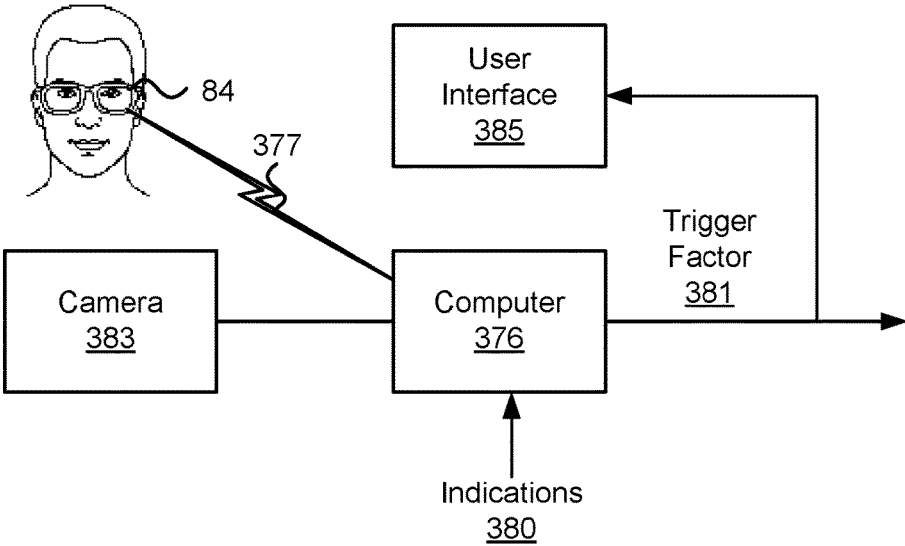 84
User
Interface
385
377
Trigger
Factor
381
Camera
383
Computer
376
Indications
380